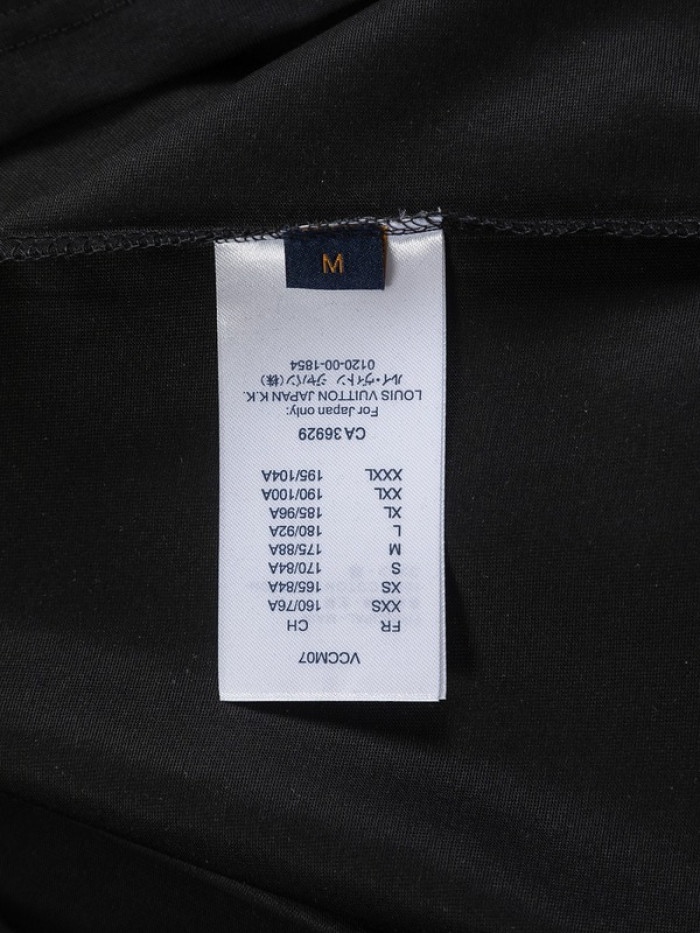 M
VCCM07
FR CH
XXS 160/76A
XS 165/84A
S 170/84A
M 175/88A
L 180/92A
XL 185/96A
XXL 190/100A
XXXL 195/104A
CA 36929
For Japan only:
LOUIS VUITTON JAPAN K.K.
ルイ・ヴィトン ジャパン(株)
0120-00-1854